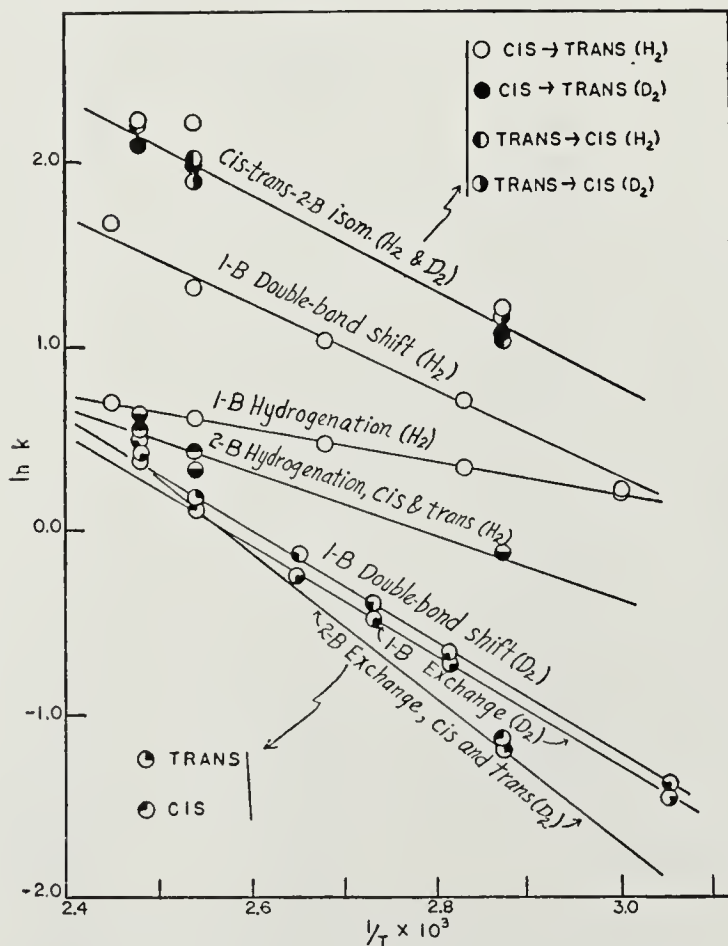 CIS → TRANS (H₂)
CIS → TRANS (D₂)
TRANS → CIS (H₂)
TRANS → CIS (D₂)
Cis-trans-2-B isom. (H₂ & D₂)
1-B Double-bond shift (H₂)
1-B Hydrogenation (H₂)
2-B Hydrogenation, cis & trans (H₂)
1-B Double-bond shift (D₂)
1-B Exchange (D₂)
2-B Exchange, cis and trans (D₂)
TRANS
CIS
ln k
2.0
1.0
0.0
-1.0
-2.0
2.4 2.6 2.8 3.0
1/T × 10³